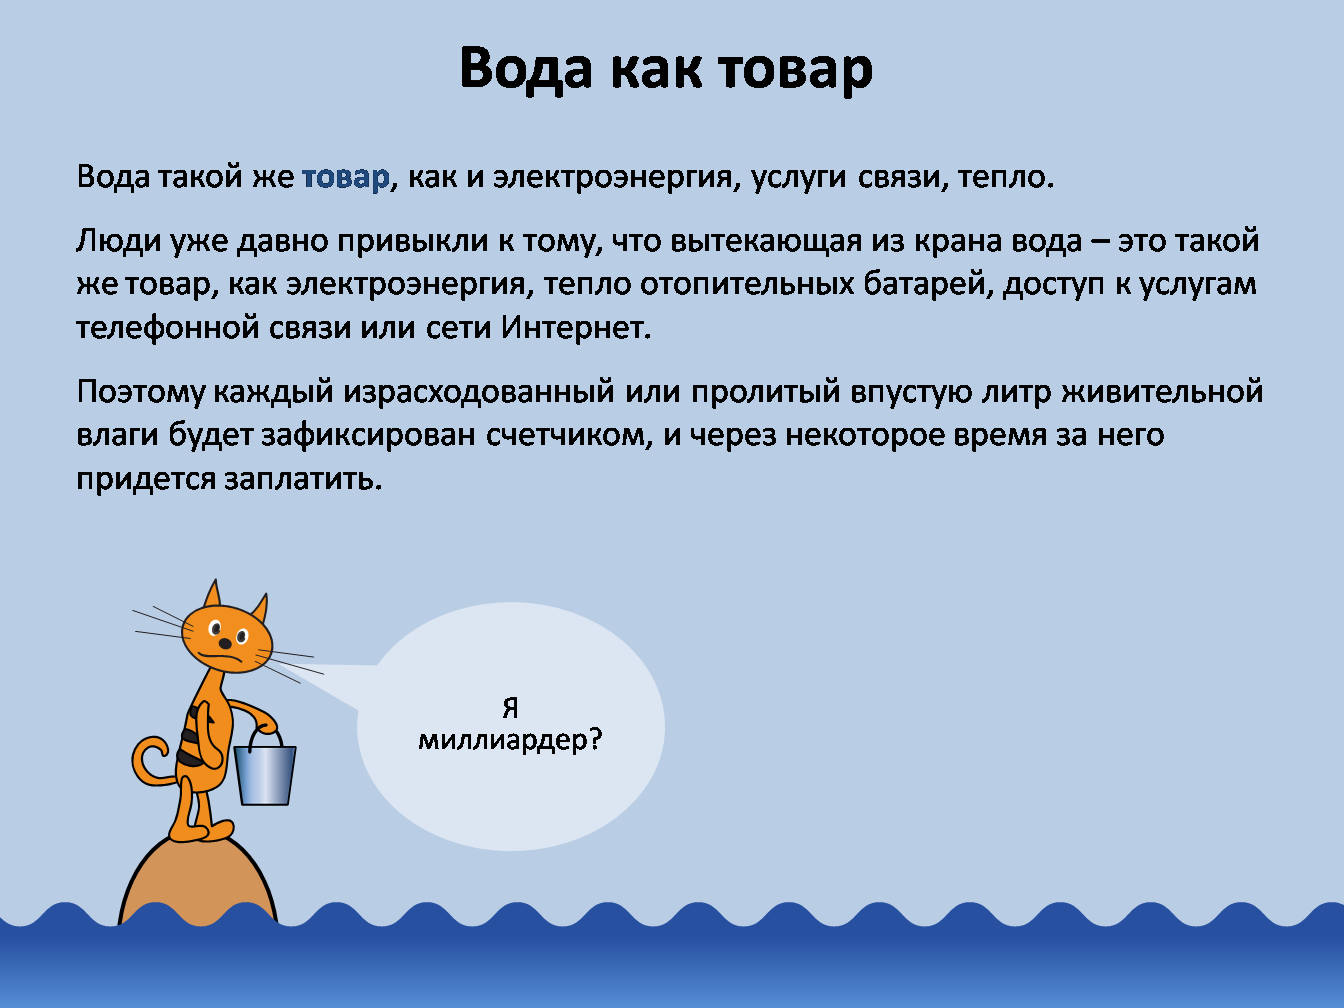 Вода как товар
Вода такой же товар, как и электроэнергия, услуги связи, тепло.
Люди уже давно привыкли к тому, что вытекающая из крана вода – это такой
же товар, как электроэнергия, тепло отопительных батарей, доступ к услугам
телефонной связи или сети Интернет.
Поэтому каждый израсходованный или пролитый впустую литр живительной
влаги будет зафиксирован счетчиком, и через некоторое время за него
придется заплатить.
Я
миллиардер?